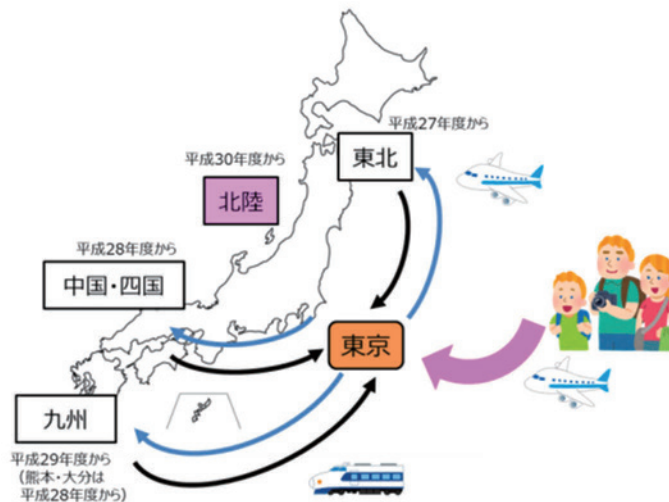 平成27年度から
東北
平成30年度から
北陸
平成28年度から
中国・四国
東京
九州
平成29年度から
（熊本・大分は
平成28年度から）